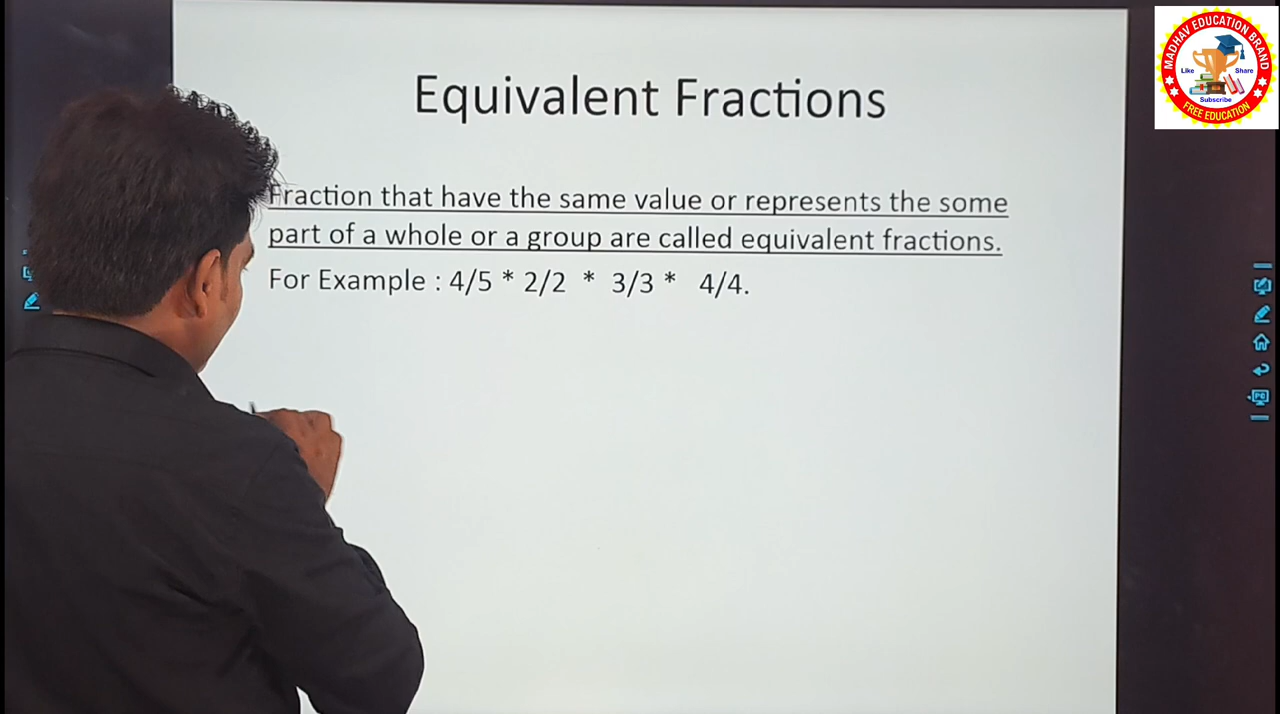 Equivalent Fractions
Fraction that have the same value or represents the some
part of a whole or a group are called equivalent fractions.
For Example : 4/5 * 2/2 * 3/3 * 4/4.
MADHAV EDUCATION BRAND
Like
Share
Subscribe
FREE EDUCATION
PC